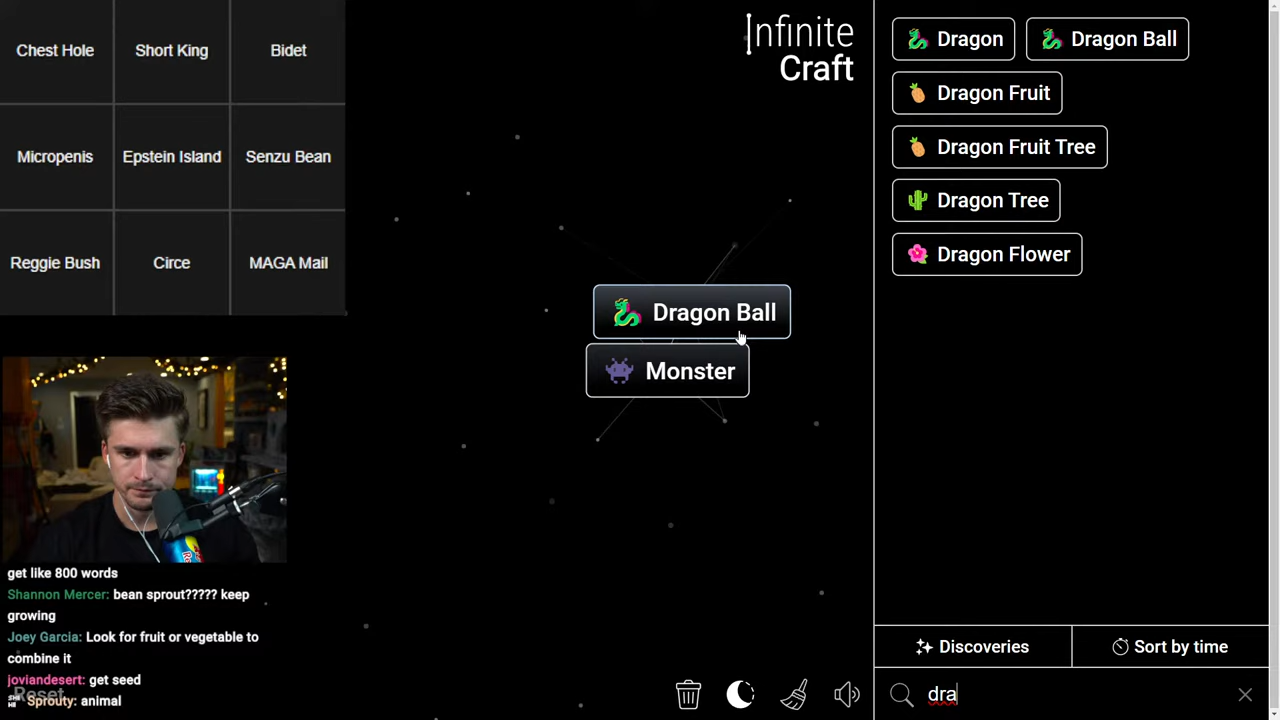 Chest Hole
Short King
Bidet
Micropenis
Epstein Island
Senzu Bean
Reggie Bush
Circe
MAGA Mail
Infinite
Craft
Dragon
Dragon Ball
Dragon Fruit
Dragon Fruit Tree
Dragon Tree
Dragon Flower
Dragon Ball
Monster
get like 800 words
Shannon Mercer: bean sprout????? keep
growing
Joey Garcia: Look for fruit or vegetable to
combine it
joviandesert: get seed
Sprouty: animal
Reset
Discoveries
Sort by time
dra